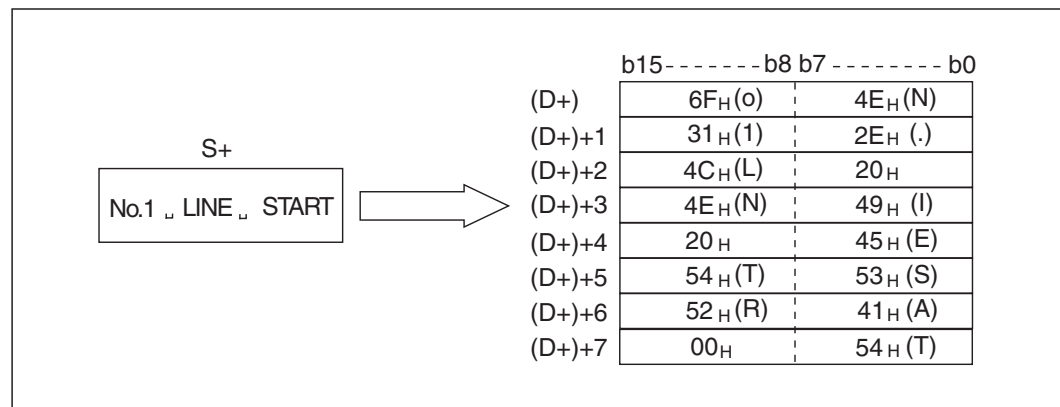 b15-------b8 b7 -------- b0
(D+) 6FH(o) 4EH(N)
(D+)+1 31H(1) 2EH (.)
S+
(D+)+2 4CH(L) 20H
No.1 ␣ LINE ␣ START
(D+)+3 4EH(N) 49H (I)
(D+)+4 20H 45H(E)
(D+)+5 54H(T) 53H(S)
(D+)+6 52H(R) 41H(A)
(D+)+7 00H 54H(T)